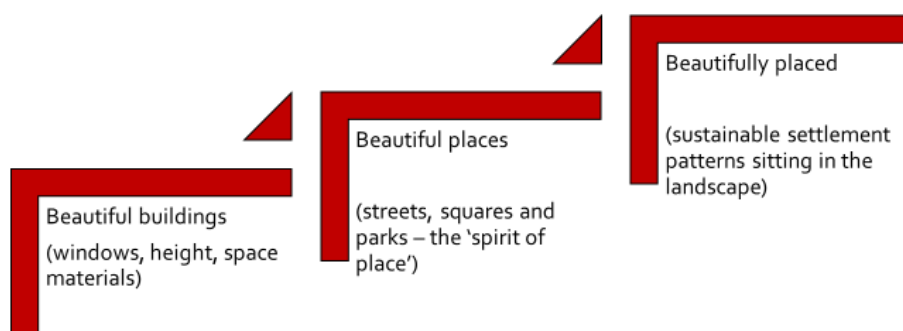 Beautiful buildings
(windows, height, space
materials)
Beautiful places
(streets, squares and
parks – the ‘spirit of
place’)
Beautifully placed
(sustainable settlement
patterns sitting in the
landscape)